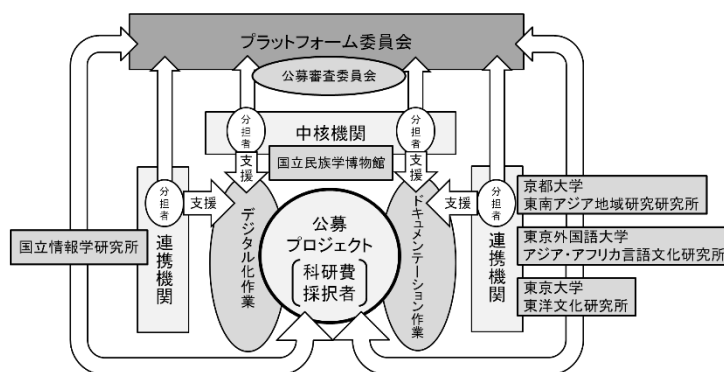 プラットフォーム委員会
公募審査委員会
分担者
中核機関
分担者
支援
国立民族学博物館
支援
分担者
支援
連携機関
国立情報学研究所
デジタル化作業
公募
プロジェクト
科研費
採択者
ドキュメンテーション作業
支援
分担者
連携機関
京都大学
東南アジア地域研究研究所
東京外国語大学
アジア・アフリカ言語文化研究所
東京大学
東洋文化研究所